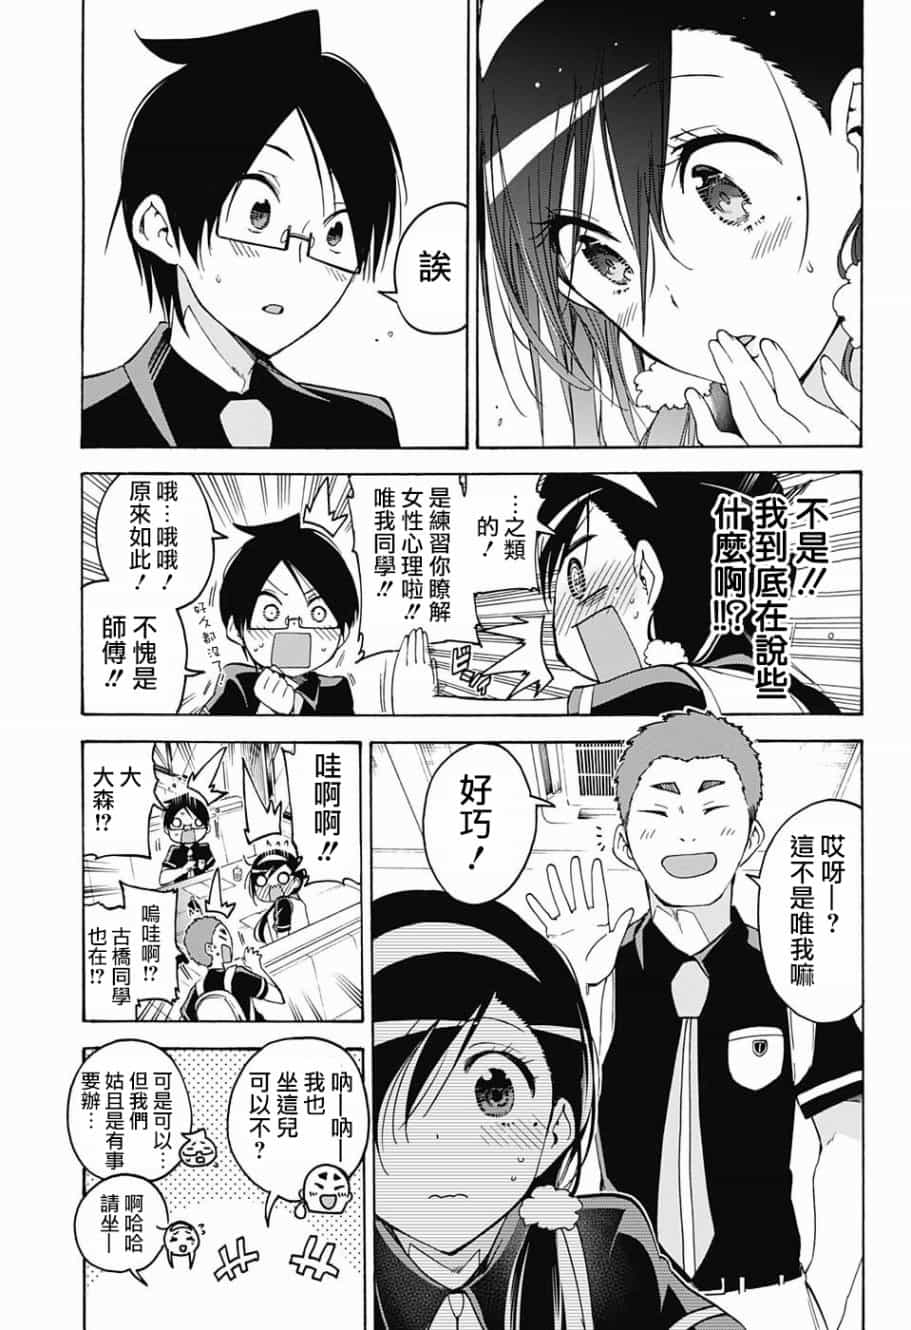 誒
不是!!
我到底在說些
什麼啊!!?
…之類
的!
是練習你瞭解
女性心理啦!!
唯我同學!!
哦…哦哦!
原來如此!
不愧是
師傅!!
好久都沒了!
哎呀—?
這不是唯我嘛
好巧!
哇啊啊!!
大
大森!?
嗚哇啊!?
古橋同學
也在!?
吶—吶—
我也
坐這兒
可以不?
可是可以…
但我們
姑且是有事
要辦…
啊哈哈
請坐—